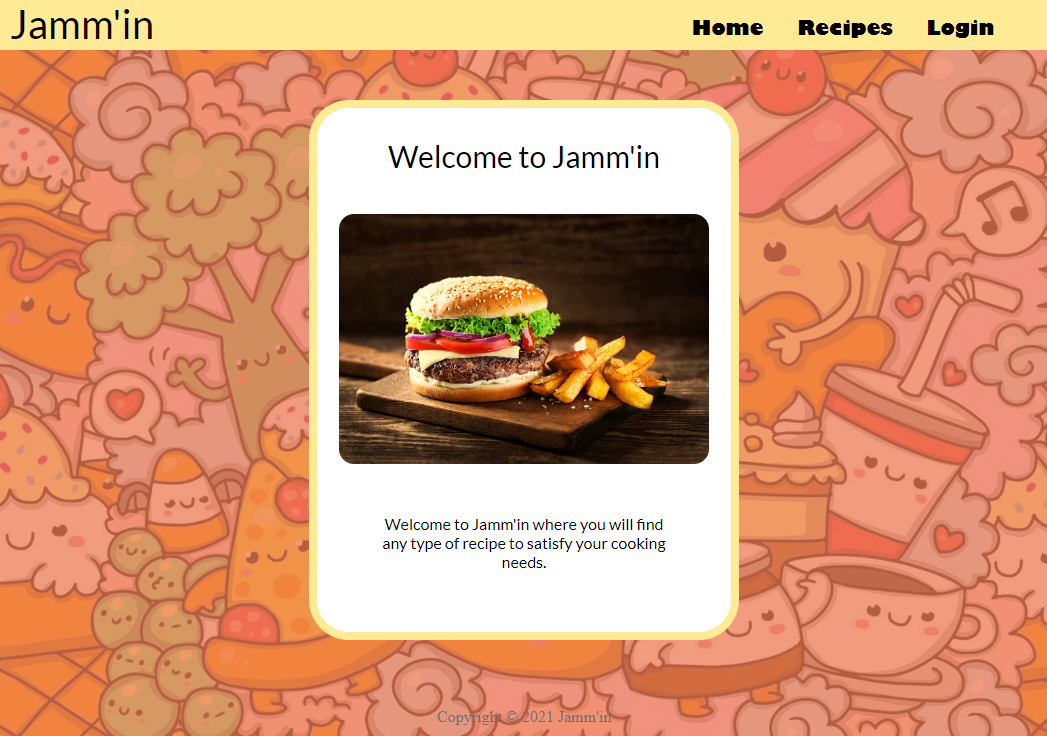 Jamm'in
Home Recipes Login
Welcome to Jamm'in
Welcome to Jamm'in where you will find
any type of recipe to satisfy your cooking
needs.
Copyright © 2021 Jamm'in